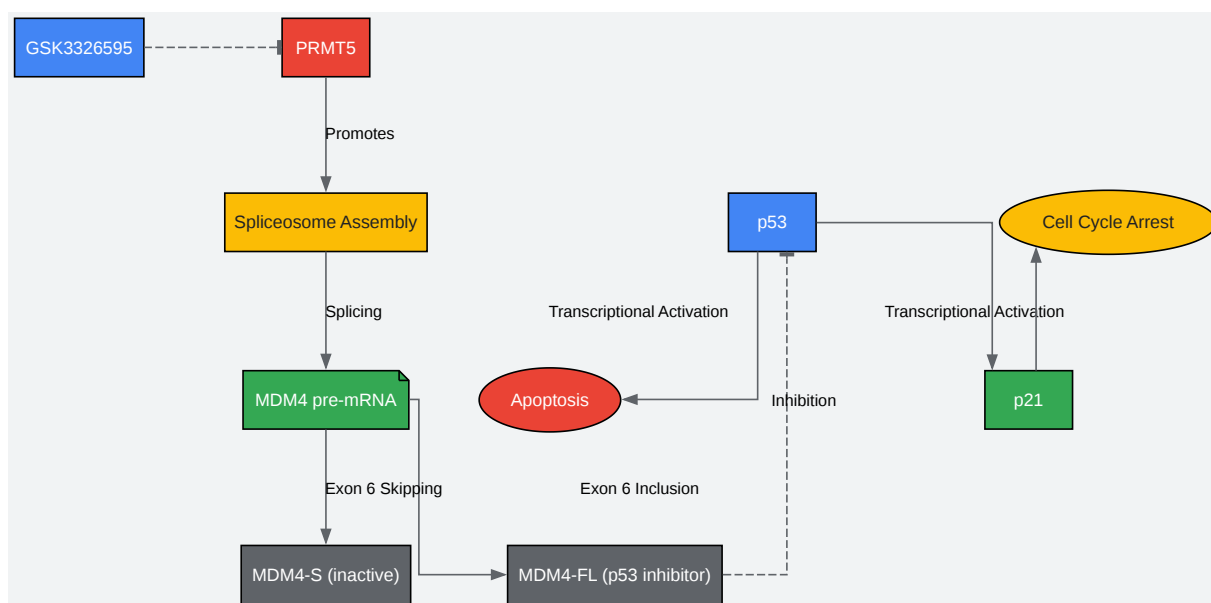 GSK3326595
PRMT5
Promotes
Spliceosome Assembly
p53
Cell Cycle Arrest
Splicing
Transcriptional Activation
Transcriptional Activation
MDM4 pre-mRNA
Apoptosis
Inhibition
p21
Exon 6 Skipping
Exon 6 Inclusion
MDM4-S (inactive)
MDM4-FL (p53 inhibitor)